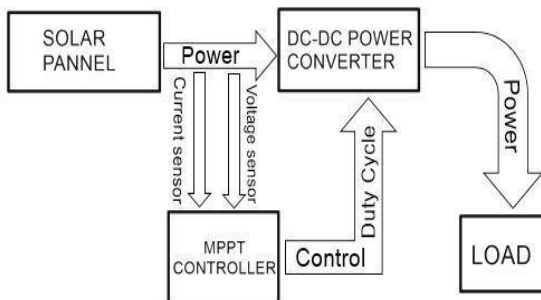 SOLAR
PANNEL
Power
DC-DC POWER
CONVERTER
Current sensor
Voltage sensor
Power
Duty Cycle
MPPT
CONTROLLER
Control
LOAD